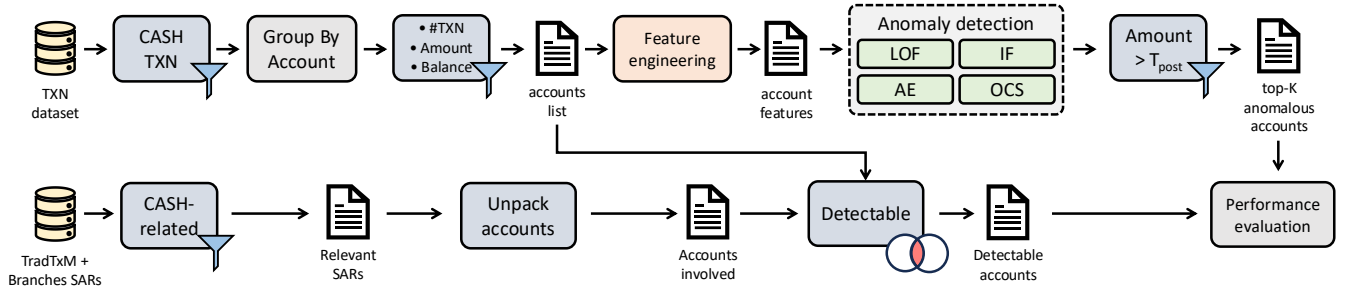 TXN
dataset
CASH
TXN
Group By
Account
• #TXN
• Amount
• Balance
accounts
list
Feature
engineering
account
features
Anomaly detection
LOF
IF
AE
OCS
Amount
> Tpost
top-K
anomalous
accounts
TradTxM +
Branches SARs
CASH-
related
Relevant
SARs
Unpack
accounts
Accounts
involved
Detectable
Detectable
accounts
Performance
evaluation